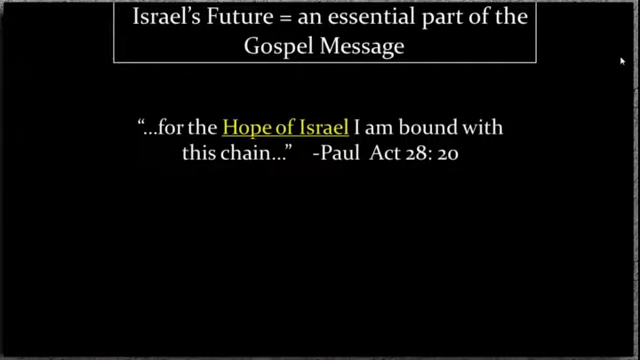 Israel's Future = an essential part of the
Gospel Message
"...for the Hope of Israel I am bound with
this chain..." -Paul Act 28: 20